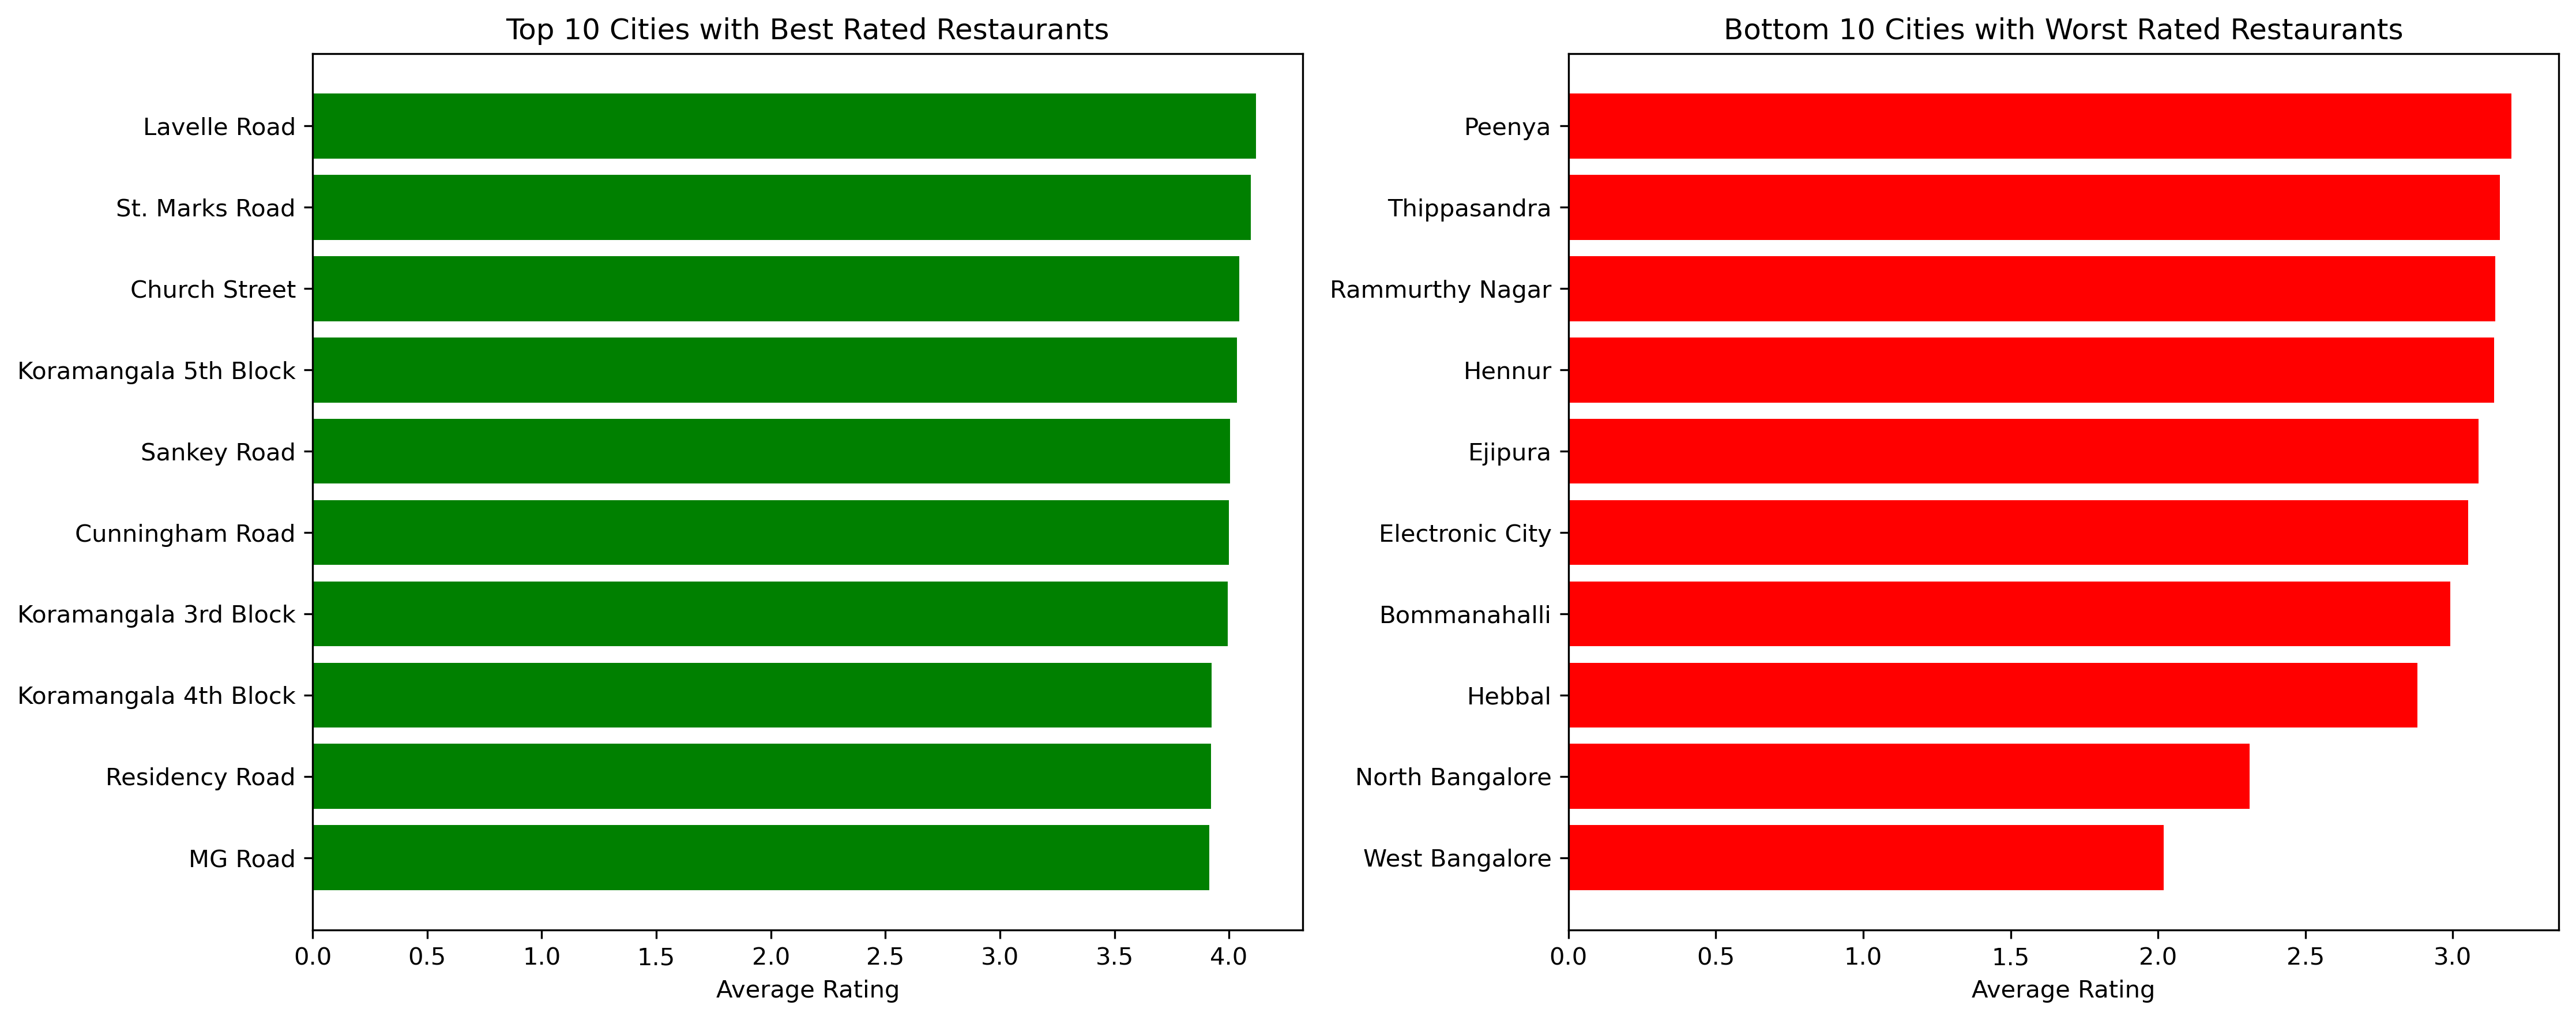 Top 10 Cities with Best Rated Restaurants
Lavelle Road
St. Marks Road
Church Street
Koramangala 5th Block
Sankey Road
Cunningham Road
Koramangala 3rd Block
Koramangala 4th Block
Residency Road
MG Road
0.0 0.5 1.0 1.5 2.0 2.5 3.0 3.5 4.0
Average Rating
Bottom 10 Cities with Worst Rated Restaurants
Peenya
Thippasandra
Rammurthy Nagar
Hennur
Ejipura
Electronic City
Bommanahalli
Hebbal
North Bangalore
West Bangalore
0.0 0.5 1.0 1.5 2.0 2.5 3.0
Average Rating